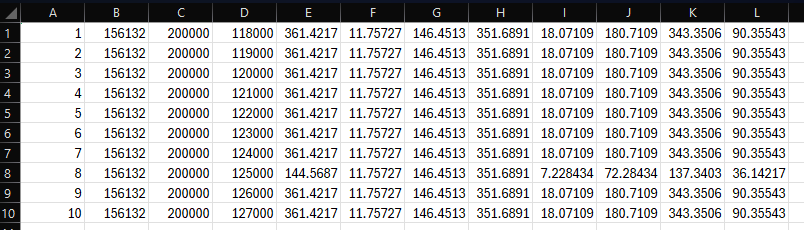 A B C D E F G H I J K L
1 1 156132 200000 118000 361.4217 11.75727 146.4513 351.6891 18.07109 180.7109 343.3506 90.35543
2 2 156132 200000 119000 361.4217 11.75727 146.4513 351.6891 18.07109 180.7109 343.3506 90.35543
3 3 156132 200000 120000 361.4217 11.75727 146.4513 351.6891 18.07109 180.7109 343.3506 90.35543
4 4 156132 200000 121000 361.4217 11.75727 146.4513 351.6891 18.07109 180.7109 343.3506 90.35543
5 5 156132 200000 122000 361.4217 11.75727 146.4513 351.6891 18.07109 180.7109 343.3506 90.35543
6 6 156132 200000 123000 361.4217 11.75727 146.4513 351.6891 18.07109 180.7109 343.3506 90.35543
7 7 156132 200000 124000 361.4217 11.75727 146.4513 351.6891 18.07109 180.7109 343.3506 90.35543
8 8 156132 200000 125000 144.5687 11.75727 146.4513 351.6891 7.228434 72.28434 137.3403 36.14217
9 9 156132 200000 126000 361.4217 11.75727 146.4513 351.6891 18.07109 180.7109 343.3506 90.35543
10 10 156132 200000 127000 361.4217 11.75727 146.4513 351.6891 18.07109 180.7109 343.3506 90.35543